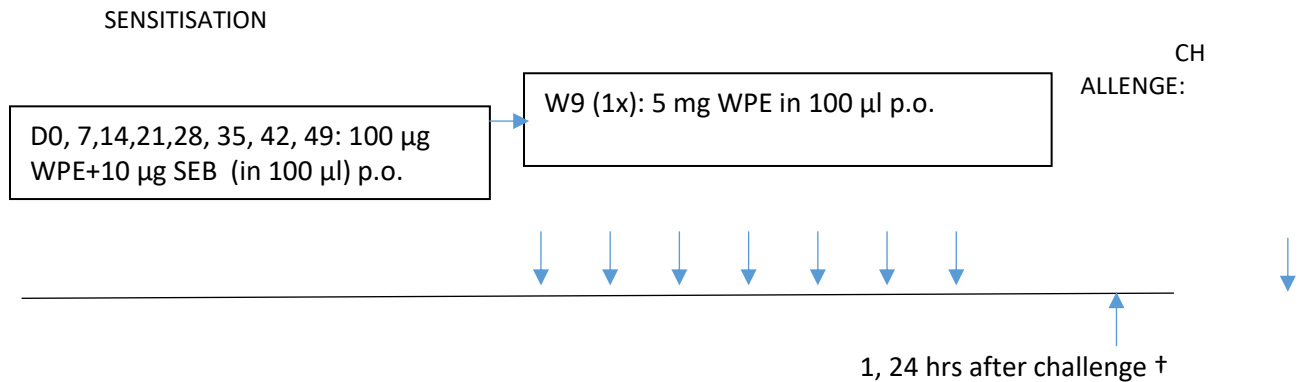 SENSITISATION
CH
ALLENGE:
D0, 7,14,21,28, 35, 42, 49: 100 µg
WPE+10 µg SEB (in 100 µl) p.o.
W9 (1x): 5 mg WPE in 100 µl p.o.
1, 24 hrs after challenge †